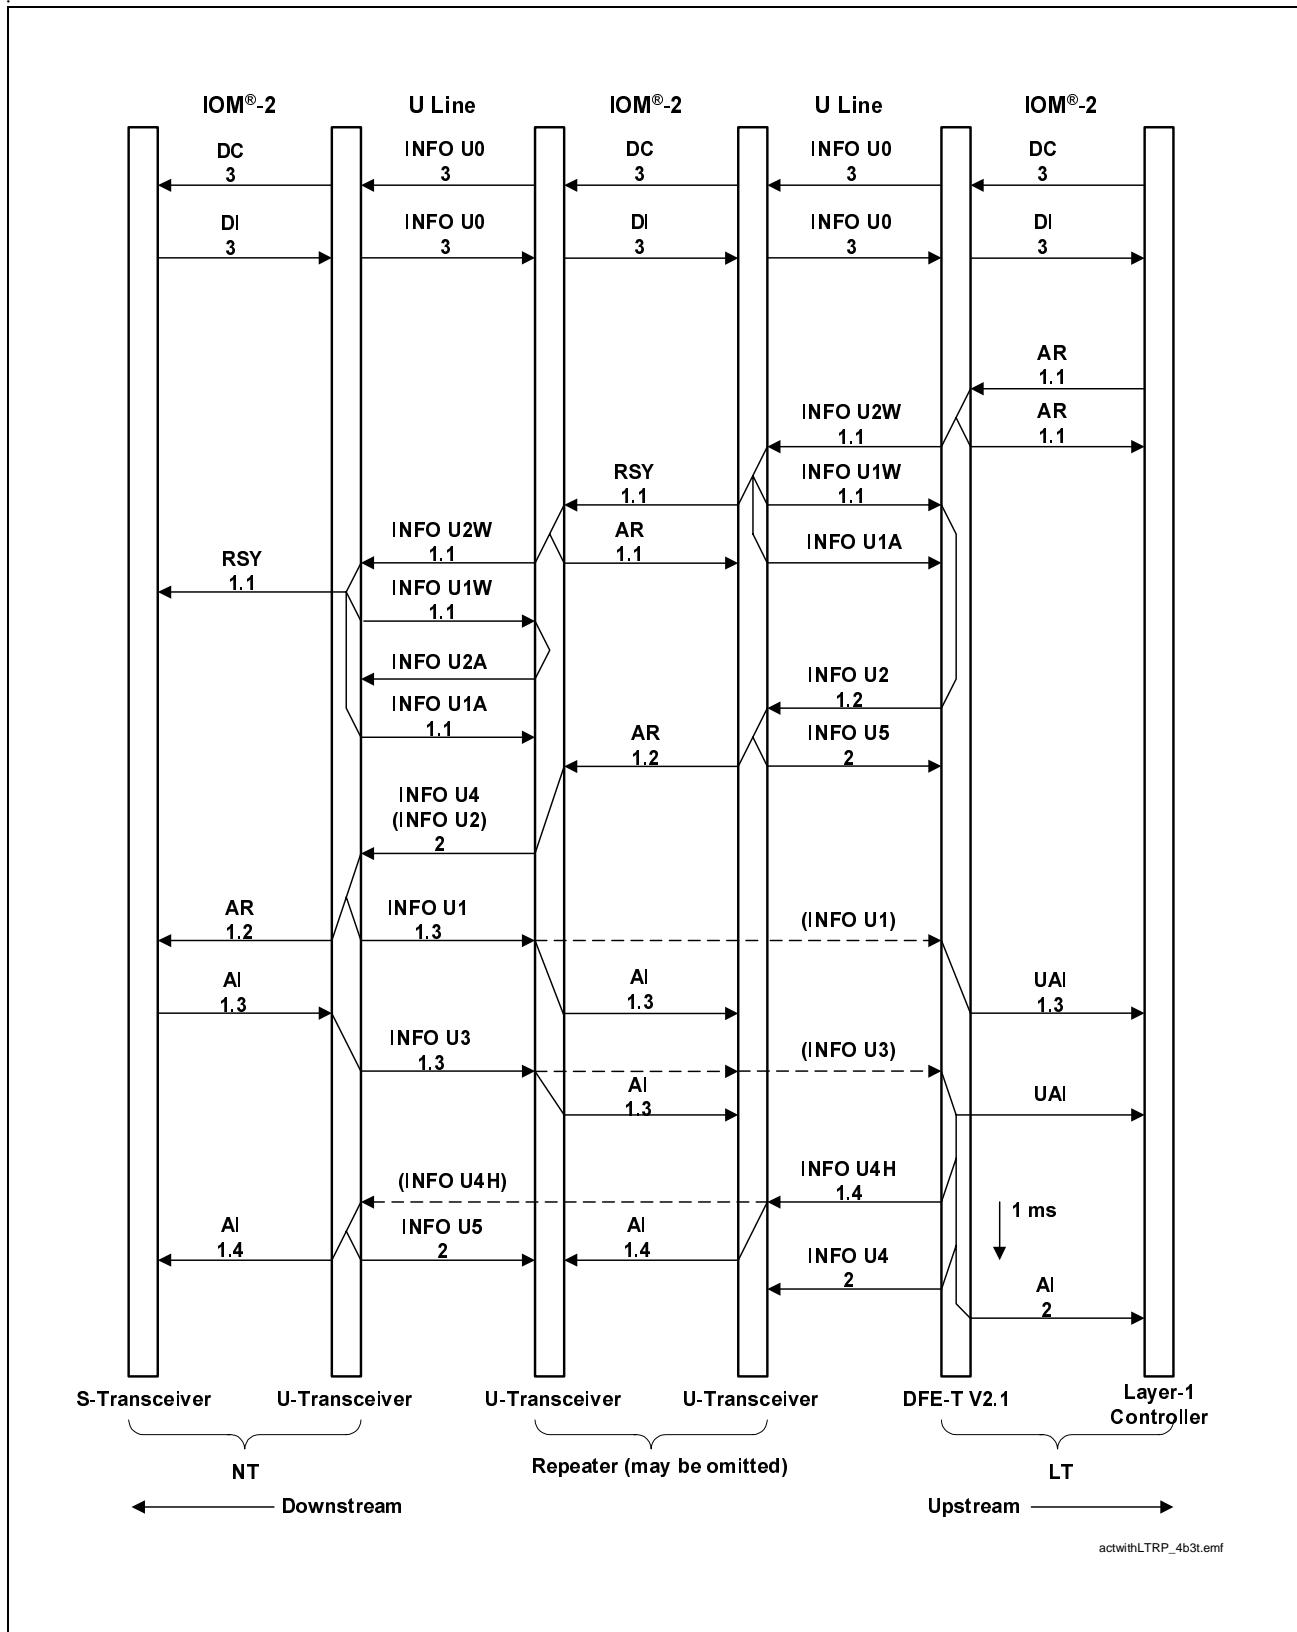 IOM®-2
U Line
IOM®-2
U Line
IOM®-2
DC
3
INFO U0
3
DC
3
INFO U0
3
DC
3
DI
3
INFO U0
3
DI
3
INFO U0
3
DI
3
AR
1.1
INFO U2W
1.1
AR
1.1
RSY
1.1
INFO U1W
1.1
INFO U2W
1.1
AR
1.1
INFO U1A
RSY
1.1
INFO U1W
1.1
INFO U2A
INFO U2
1.2
INFO U1A
1.1
AR
1.2
INFO U5
2
INFO U4
(INFO U2)
2
AR
1.2
INFO U1
1.3
(INFO U1)
AI
1.3
AI
1.3
UAI
1.3
INFO U3
1.3
(INFO U3)
AI
1.3
UAI
(INFO U4H)
INFO U4H
1.4
1 ms
AI
1.4
INFO U5
2
AI
1.4
INFO U4
2
AI
2
S-Transceiver
U-Transceiver
U-Transceiver
U-Transceiver
DFE-T V2.1
Layer-1
Controller
NT
Repeater (may be omitted)
LT
Downstream
Upstream
actwithLTRP_4b3t.emf